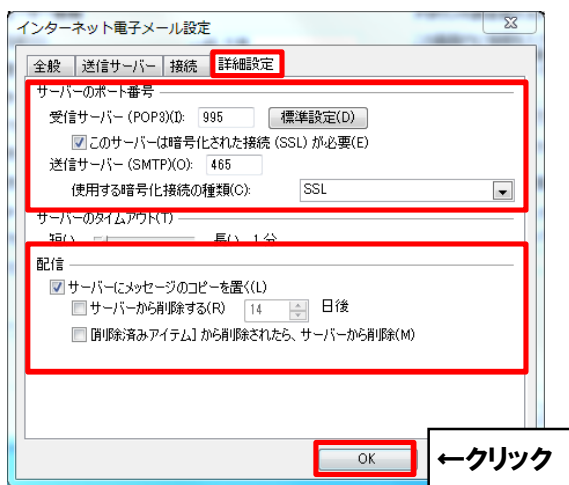 インターネット電子メール設定
全般 送信サーバー 接続 詳細設定
サーバーのポート番号
受信サーバー (POP3)(I): 995 標準設定(D)
このサーバーは暗号化された接続 (SSL) が必要(E)
送信サーバー (SMTP)(O): 465
使用する暗号化接続の種類(C): SSL
サーバーのタイムアウト(T)
短い 長い 1 分
配信
サーバーにメッセージのコピーを置く(L)
サーバーから削除する(R) 14 日後
[削除済みアイテム] から削除されたら、サーバーから削除(M)
OK ←クリック